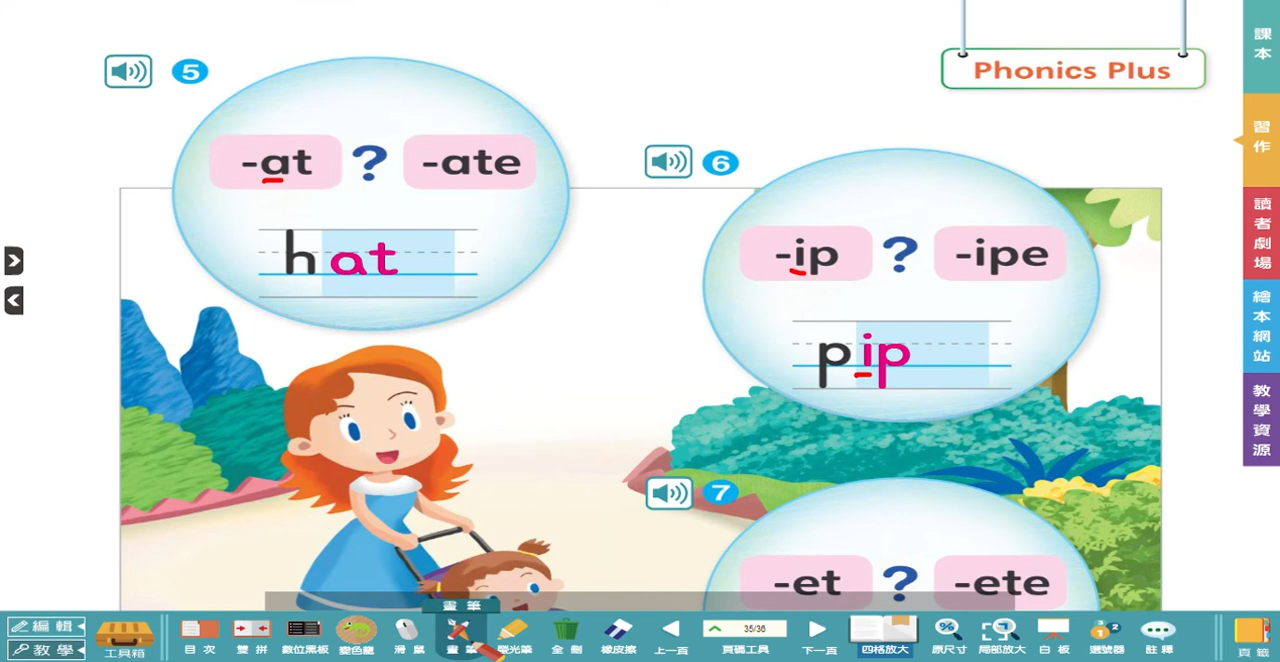 Phonics Plus
5
-at ? -ate
hat
6
-ip ? -ipe
pip
7
-et ? -ete
課本
習作
讀者劇場
繪本網站
教學資源
畫筆
編輯
教學
工具箱
目次
雙拼
數位黑板
變色龍
滑鼠
畫筆
螢光筆
全刪
橡皮擦
上一頁
35/36
頁碼工具
下一頁
四格放大
原尺寸
局部放大
白板
選號器
註釋
頁籤